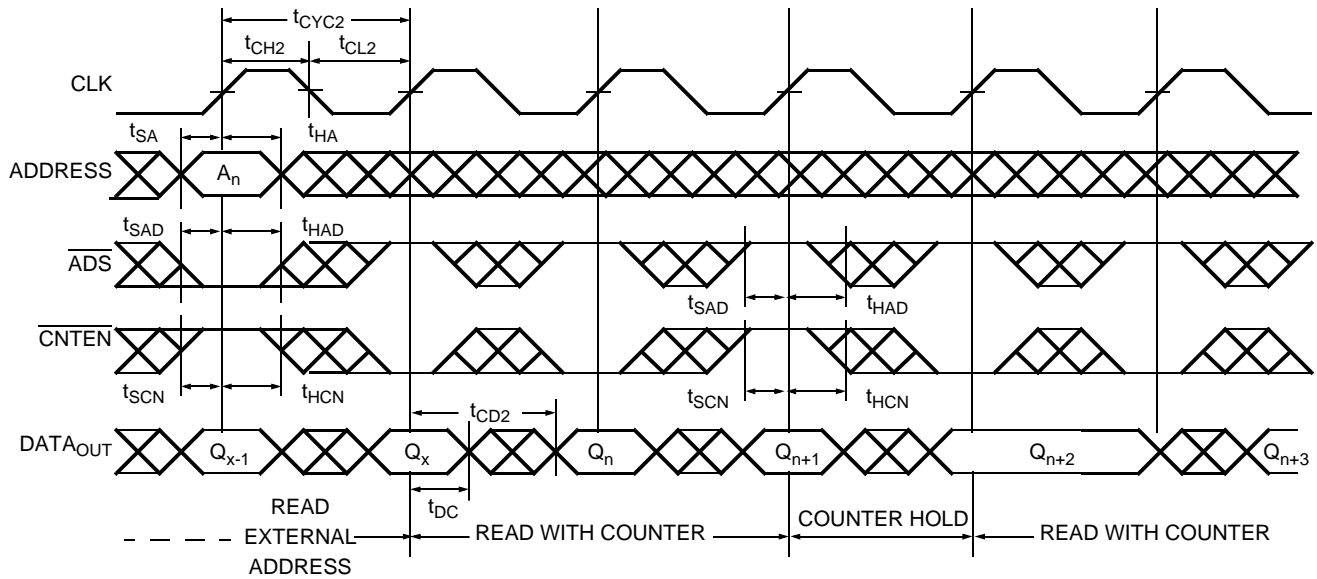 tCYC2
tCH2 tCL2
CLK
tSA tHA
ADDRESS An
tSAD tHAD
ADS
tSAD tHAD
CNTEN
tSCN tHCN tSCN tHCN
tCD2
DATAOUT Qx-1 Qx Qn Qn+1 Qn+2 Qn+3
tDC
READ
EXTERNAL
ADDRESS
READ WITH COUNTER COUNTER HOLD READ WITH COUNTER